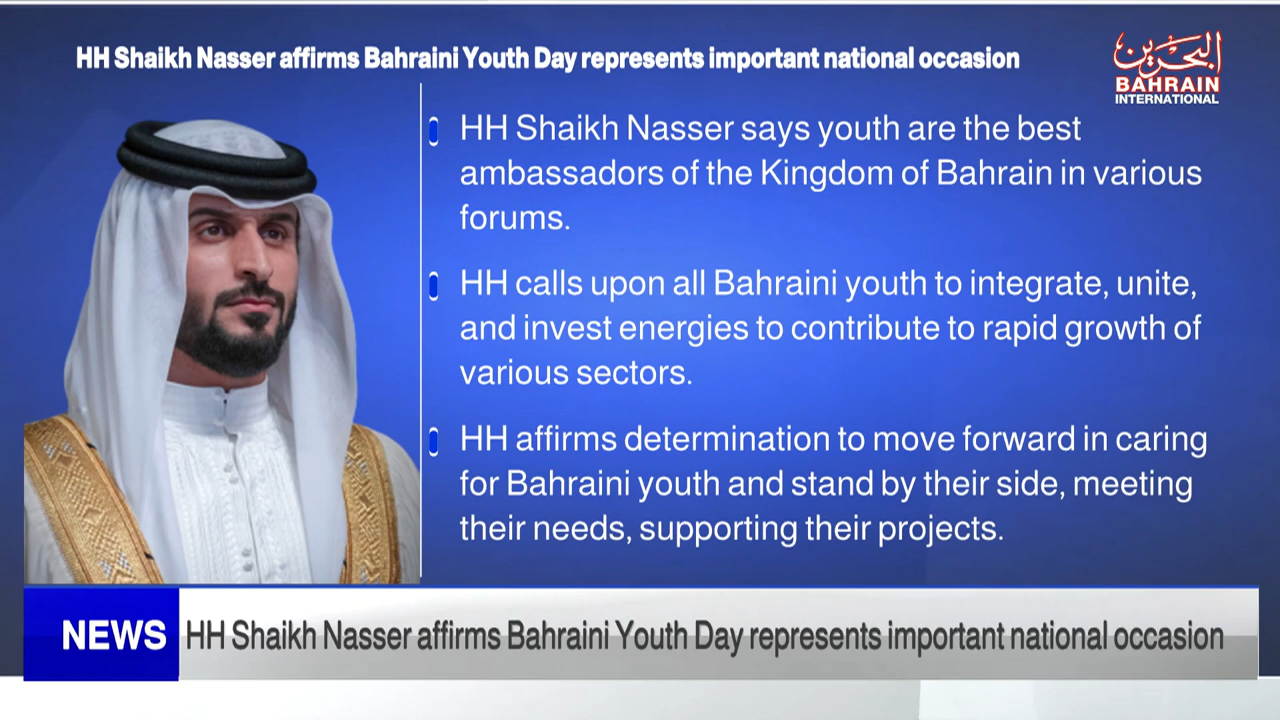 HH Shaikh Nasser affirms Bahraini Youth Day represents important national occasion
البحرين
BAHRAIN
INTERNATIONAL
HH Shaikh Nasser says youth are the best
ambassadors of the Kingdom of Bahrain in various
forums.
HH calls upon all Bahraini youth to integrate, unite,
and invest energies to contribute to rapid growth of
various sectors.
HH affirms determination to move forward in caring
for Bahraini youth and stand by their side, meeting
their needs, supporting their projects.
NEWS HH Shaikh Nasser affirms Bahraini Youth Day represents important national occasion